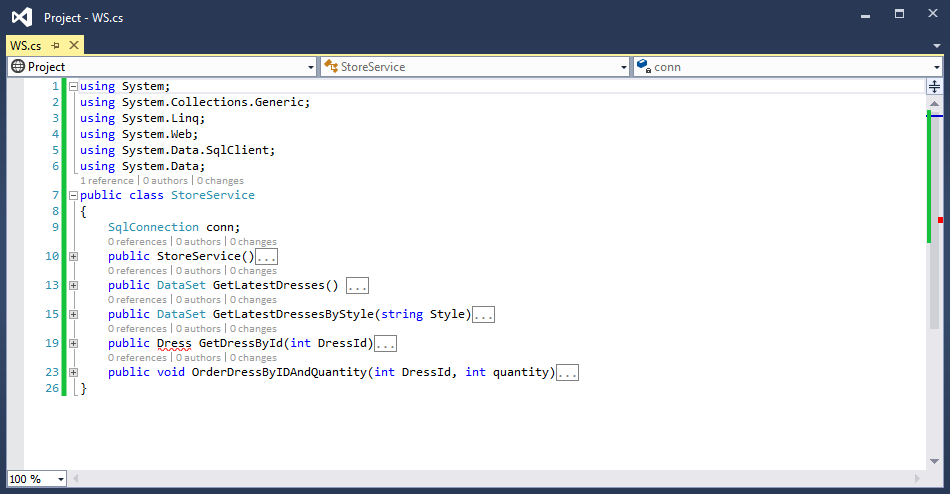 Project - WS.cs
WS.cs
Project StoreService conn
1 using System;
2 using System.Collections.Generic;
3 using System.Linq;
4 using System.Web;
5 using System.Data.SqlClient;
6 using System.Data;
1 reference | 0 authors | 0 changes
7 public class StoreService
8 {
9 SqlConnection conn;
0 references | 0 authors | 0 changes
10 public StoreService()...
0 references | 0 authors | 0 changes
13 public DataSet GetLatestDresses() ...
0 references | 0 authors | 0 changes
15 public DataSet GetLatestDressesByStyle(string Style)...
0 references | 0 authors | 0 changes
19 public Dress GetDressById(int DressId)...
0 references | 0 authors | 0 changes
23 public void OrderDressByIDAndQuantity(int DressId, int quantity)...
26 }
100 %